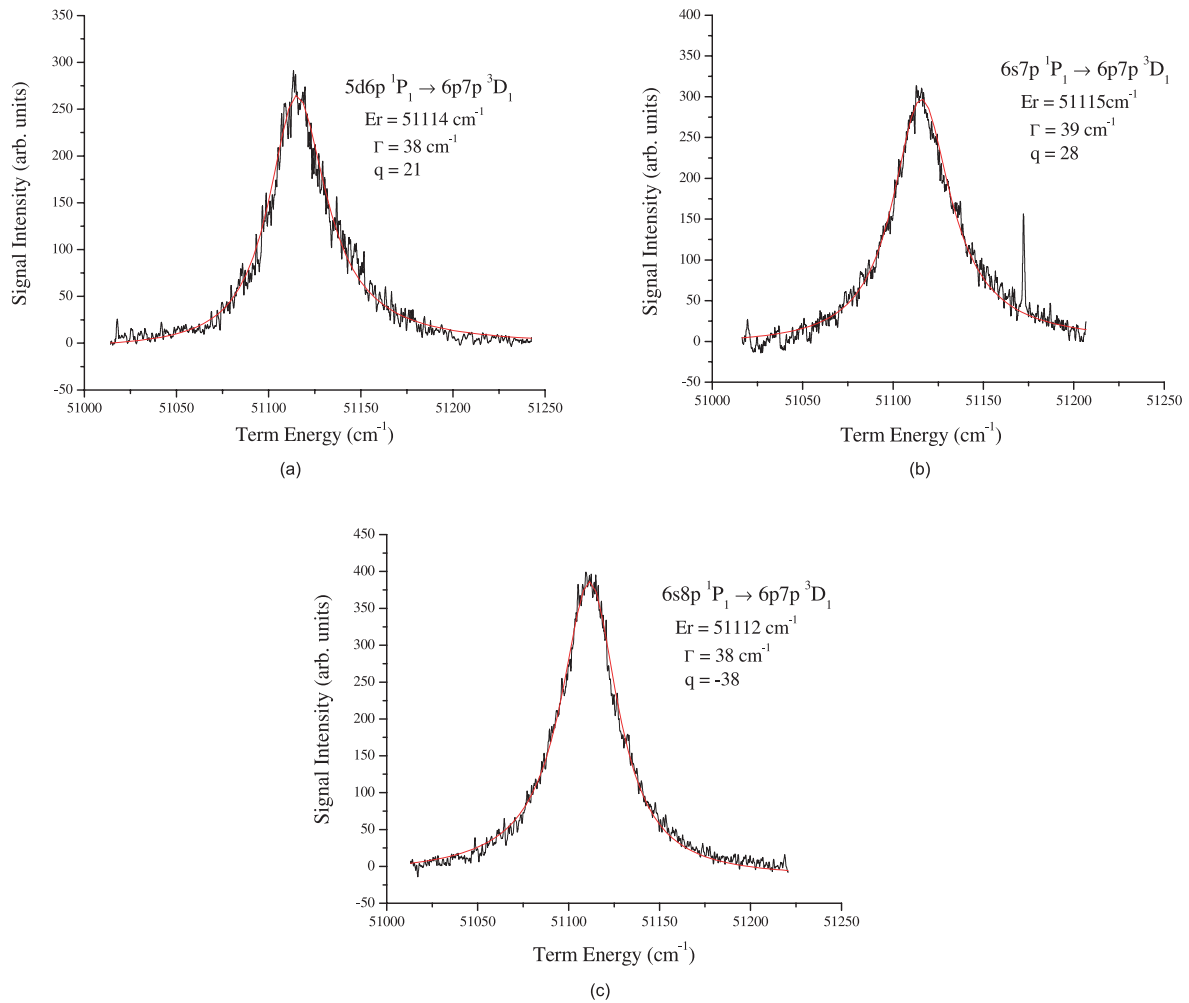 350
300
250
200
150
100
50
0
-50
Signal Intensity (arb. units)
5d6p ¹P₁ → 6p7p ³D₁
Er = 51114 cm⁻¹
Γ = 38 cm⁻¹
q = 21
51000 51050 51100 51150 51200 51250
Term Energy (cm⁻¹)
(a)
400
350
300
250
200
150
100
50
0
-50
Signal Intensity (arb. units)
6s7p ¹P₁ → 6p7p ³D₁
Er = 51115cm⁻¹
Γ = 39 cm⁻¹
q = 28
51000 51050 51100 51150 51200 51250
Term Energy (cm⁻¹)
(b)
450
400
350
300
250
200
150
100
50
0
-50
Signal Intensity (arb. units)
6s8p ¹P₁ → 6p7p ³D₁
Er = 51112 cm⁻¹
Γ = 38 cm⁻¹
q = -38
51000 51050 51100 51150 51200 51250
Term Energy (cm⁻¹)
(c)